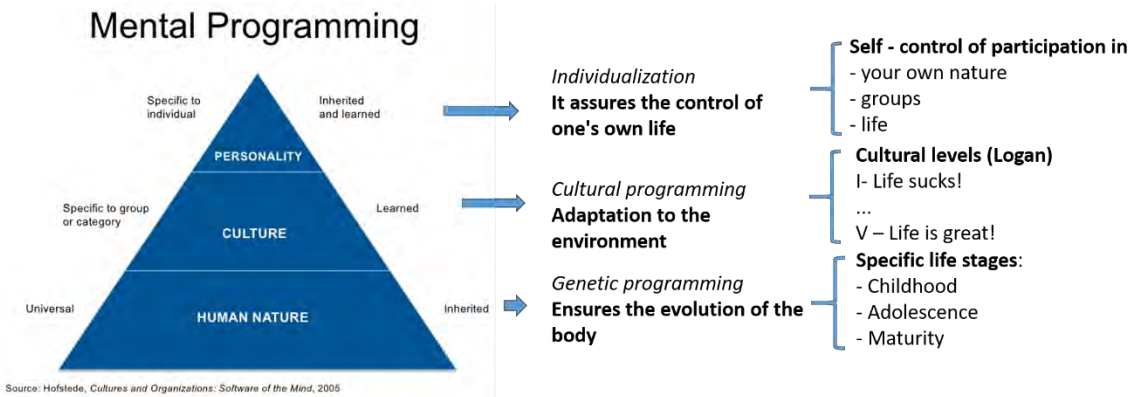 Mental Programming
Specific to
individual
Inherited
and learned
PERSONALITY
Specific to group
or category
Learned
CULTURE
Universal
HUMAN NATURE
Inherited
Source: Hofstede, Cultures and Organizations: Software of the Mind, 2005
Individualization
It assures the control of
one's own life
Self - control of participation in
- your own nature
- groups
- life
Cultural programming
Adaptation to the
environment
Cultural levels (Logan)
I- Life sucks!
...
V – Life is great!
Genetic programming
Ensures the evolution of the
body
Specific life stages:
- Childhood
- Adolescence
- Maturity